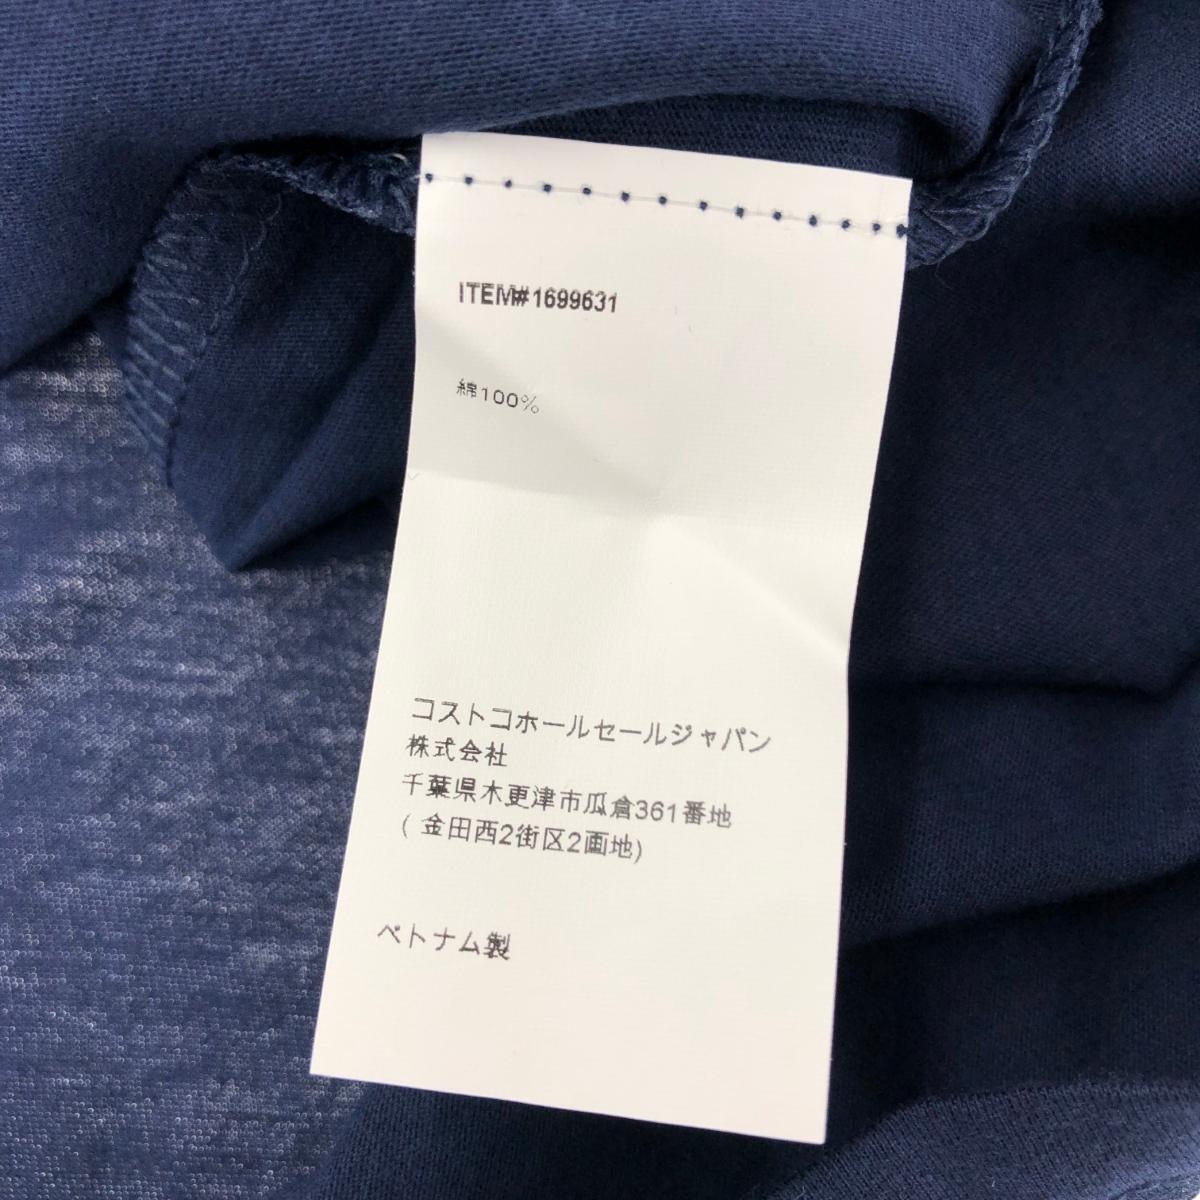 ITEM#1699631
綿100%
コストコホールセールジャパン
株式会社
千葉県木更津市瓜倉361番地
( 金田西2街区2画地)
ベトナム製